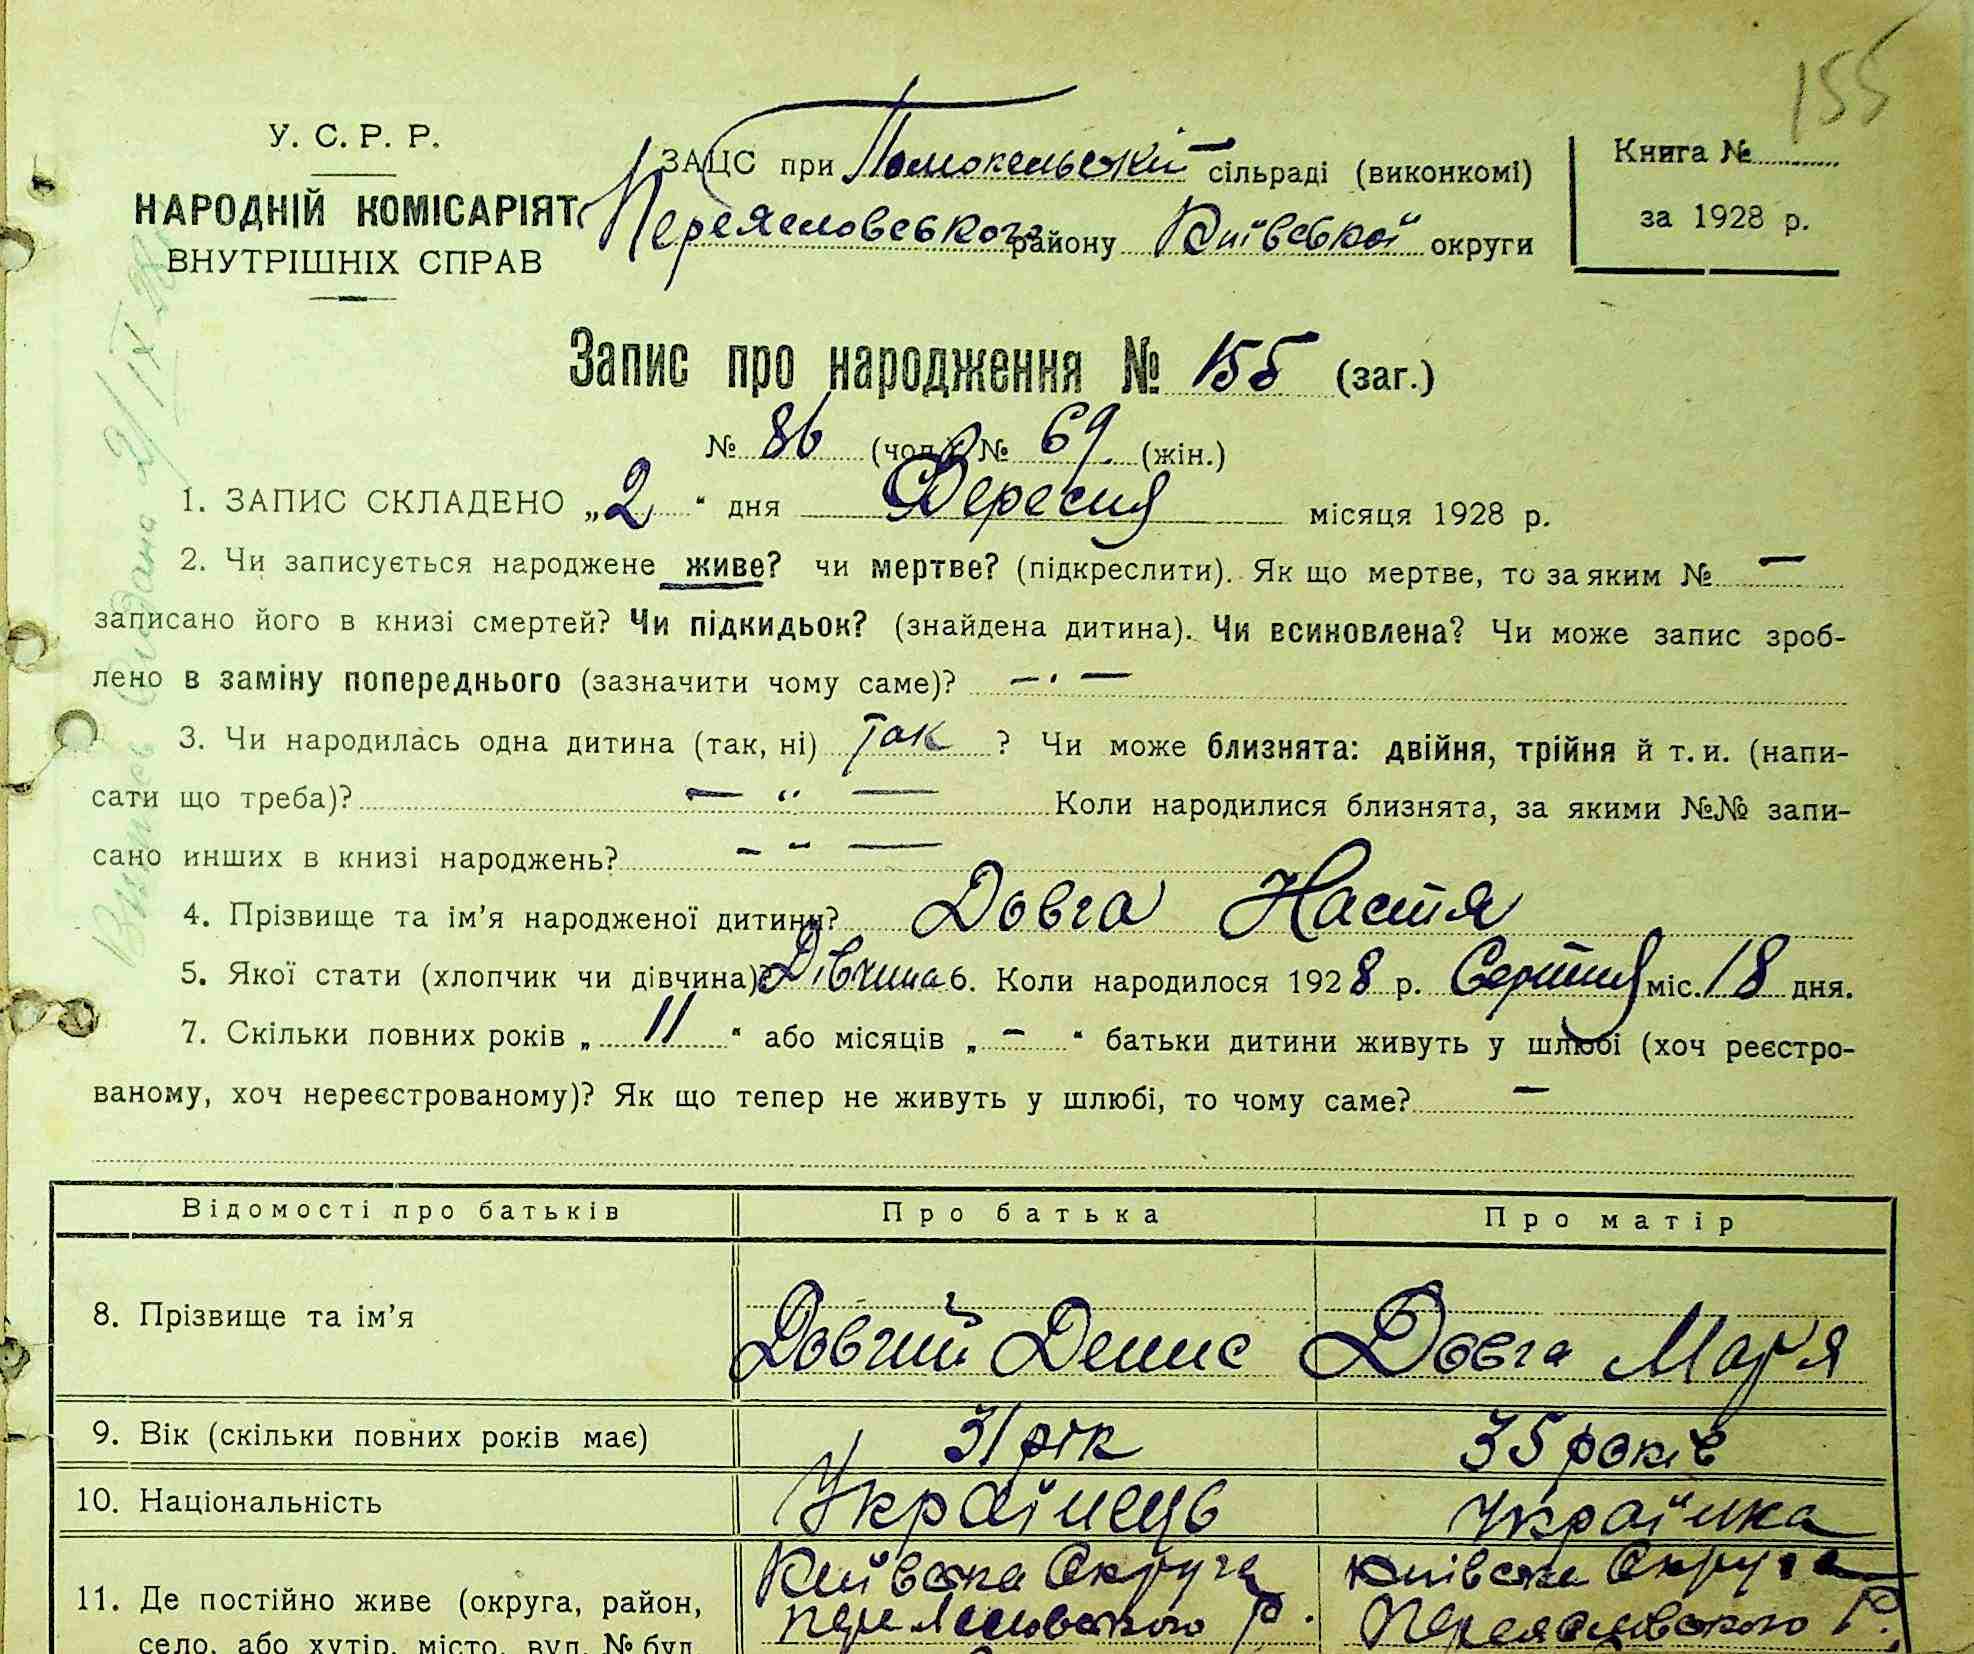 155
У. С. Р. Р.
НАРОДНІЙ КОМІСАРІЯТ
ВНУТРІШНІХ СПРАВ
ЗАЦС при Помокельській сільраді (виконкомі)
Переяславського району Київської округи
Книга №
за 1928 р.
Запис про народження № 155 (заг.)
№ 86 (чол.) № 69 (жін.)
1. ЗАПИС СКЛАДЕНО „2“ дня Вересня місяця 1928 р.
2. Чи записується народжене живе? чи мертве? (підкреслити). Як що мертве, то за яким № —
записано його в книзі смертей? Чи підкидьок? (знайдена дитина). Чи всиновлена? Чи може запис зроб-
лено в заміну попереднього (зазначити чому саме)? — · —
3. Чи народилась одна дитина (так, ні) так ? Чи може близнята: двійня, трійня й т. и. (напи-
сати що треба)? — “ — Коли народилися близнята, за якими №№ запи-
сано инших в книзі народжень? — “ —
4. Прізвище та ім'я народженої дитини? Довга Настя
5. Якої стати (хлопчик чи дівчина)? Дівчина 6. Коли народилося 1928 р. Серпня міс. 18 дня.
7. Скільки повних років „ 11 “ або місяців „ — “ батьки дитини живуть у шлюбі (хоч реєстро-
ваному, хоч нереєстрованому)? Як що тепер не живуть у шлюбі, то чому саме? —
Відомості про батьків Про батька Про матір
8. Прізвище та ім'я Довгий Денис Довга Мар'я
9. Вік (скільки повних років має) 31 рік 35 років
10. Національність Українець Українка
Київська Округа Київська Округа
11. Де постійно живе (округа, район, Переяславського Р. Переяславського Р.
село, або хутір, місто, вул. № буд.